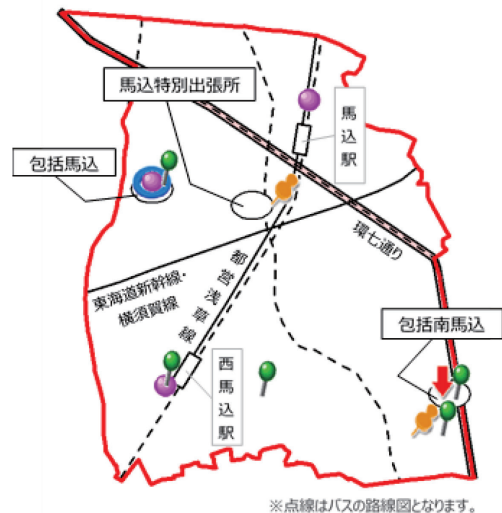 馬込特別出張所
馬込駅
包括馬込
環七通り
東海道新幹線・
横須賀線
都営浅草線
包括南馬込
西馬込駅
※点線はバスの路線図となります。